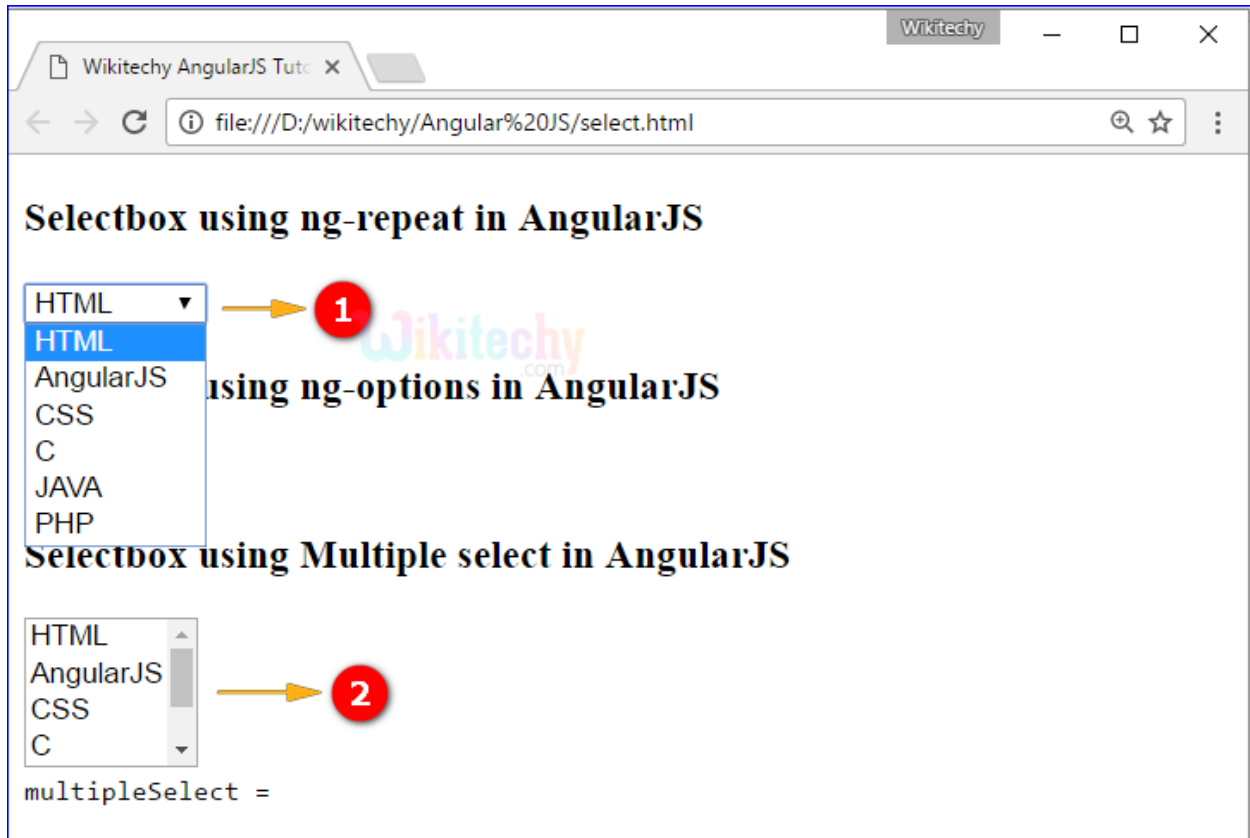 Wikitechy
Wikitechy AngularJS Tuto
file:///D:/wikitechy/Angular%20JS/select.html
Selectbox using ng-repeat in AngularJS
HTML
1
Wikitechy
.com
HTML
AngularJS
CSS
C
JAVA
PHP
using ng-options in AngularJS
Selectbox using Multiple select in AngularJS
HTML
AngularJS
CSS
C
2
multipleSelect =